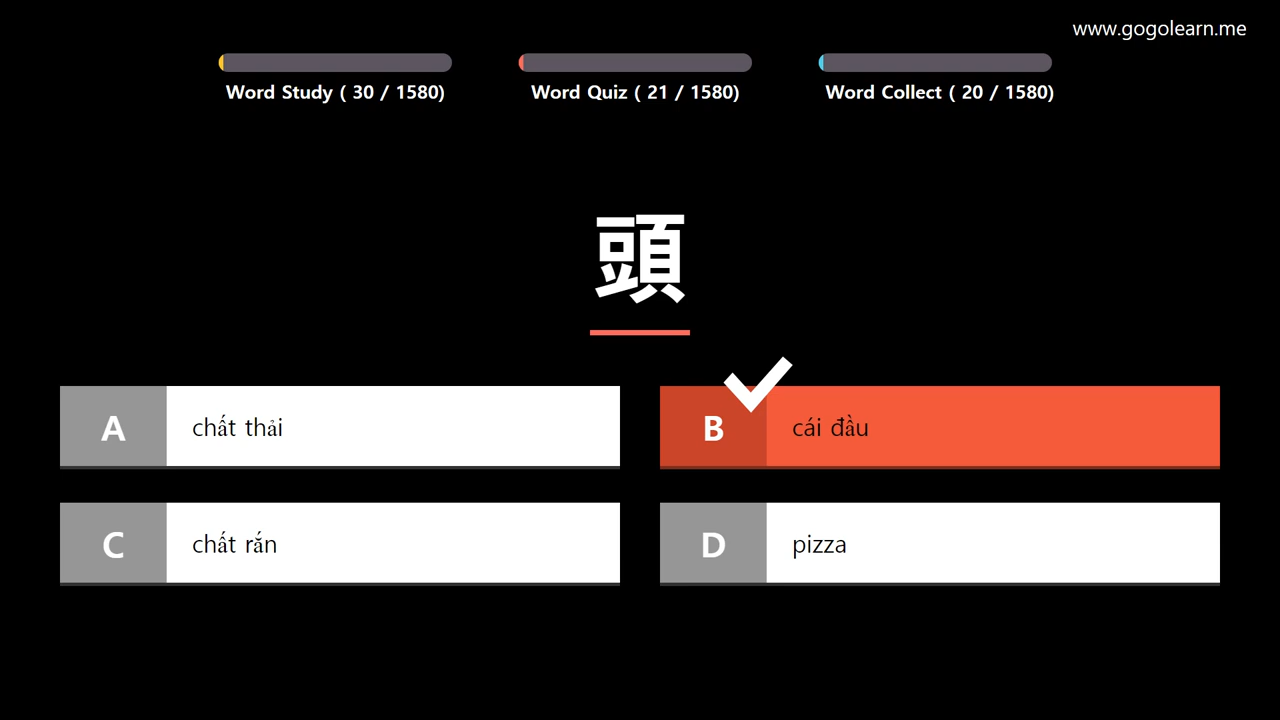 www.gogolearn.me
Word Study ( 30 / 1580)
Word Quiz ( 21 / 1580)
Word Collect ( 20 / 1580)
頭
A chất thải
B cái đầu
C chất rắn
D pizza